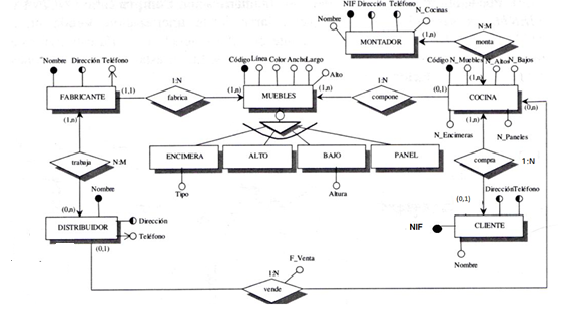 NIF Dirección Teléfono
Nombre N_Cocinas
MONTADOR
(1,n)
N:M
monta
Nombre Dirección Teléfono
FABRICANTE
(1,1)
1:N
fabrica
(1,n)
Código Línea Color Ancho Largo
Alto
MUEBLES
(1,n)
1:N
compone
(0,1)
Código N_Muebles N_Altos N_Bajos
(1,n)
COCINA
(1,n)
(0,n)
N_Encimeras
N_Paneles
(1,n)
trabaja
N:M
ENCIMERA
ALTO
BAJO
PANEL
Tipo
Altura
compra
1:N
(0,n)
Nombre
DISTRIBUIDOR
Dirección
Teléfono
(0,1)
(0,1)
Dirección Teléfono
NIF
CLIENTE
Nombre
F_Venta
1:N
vende